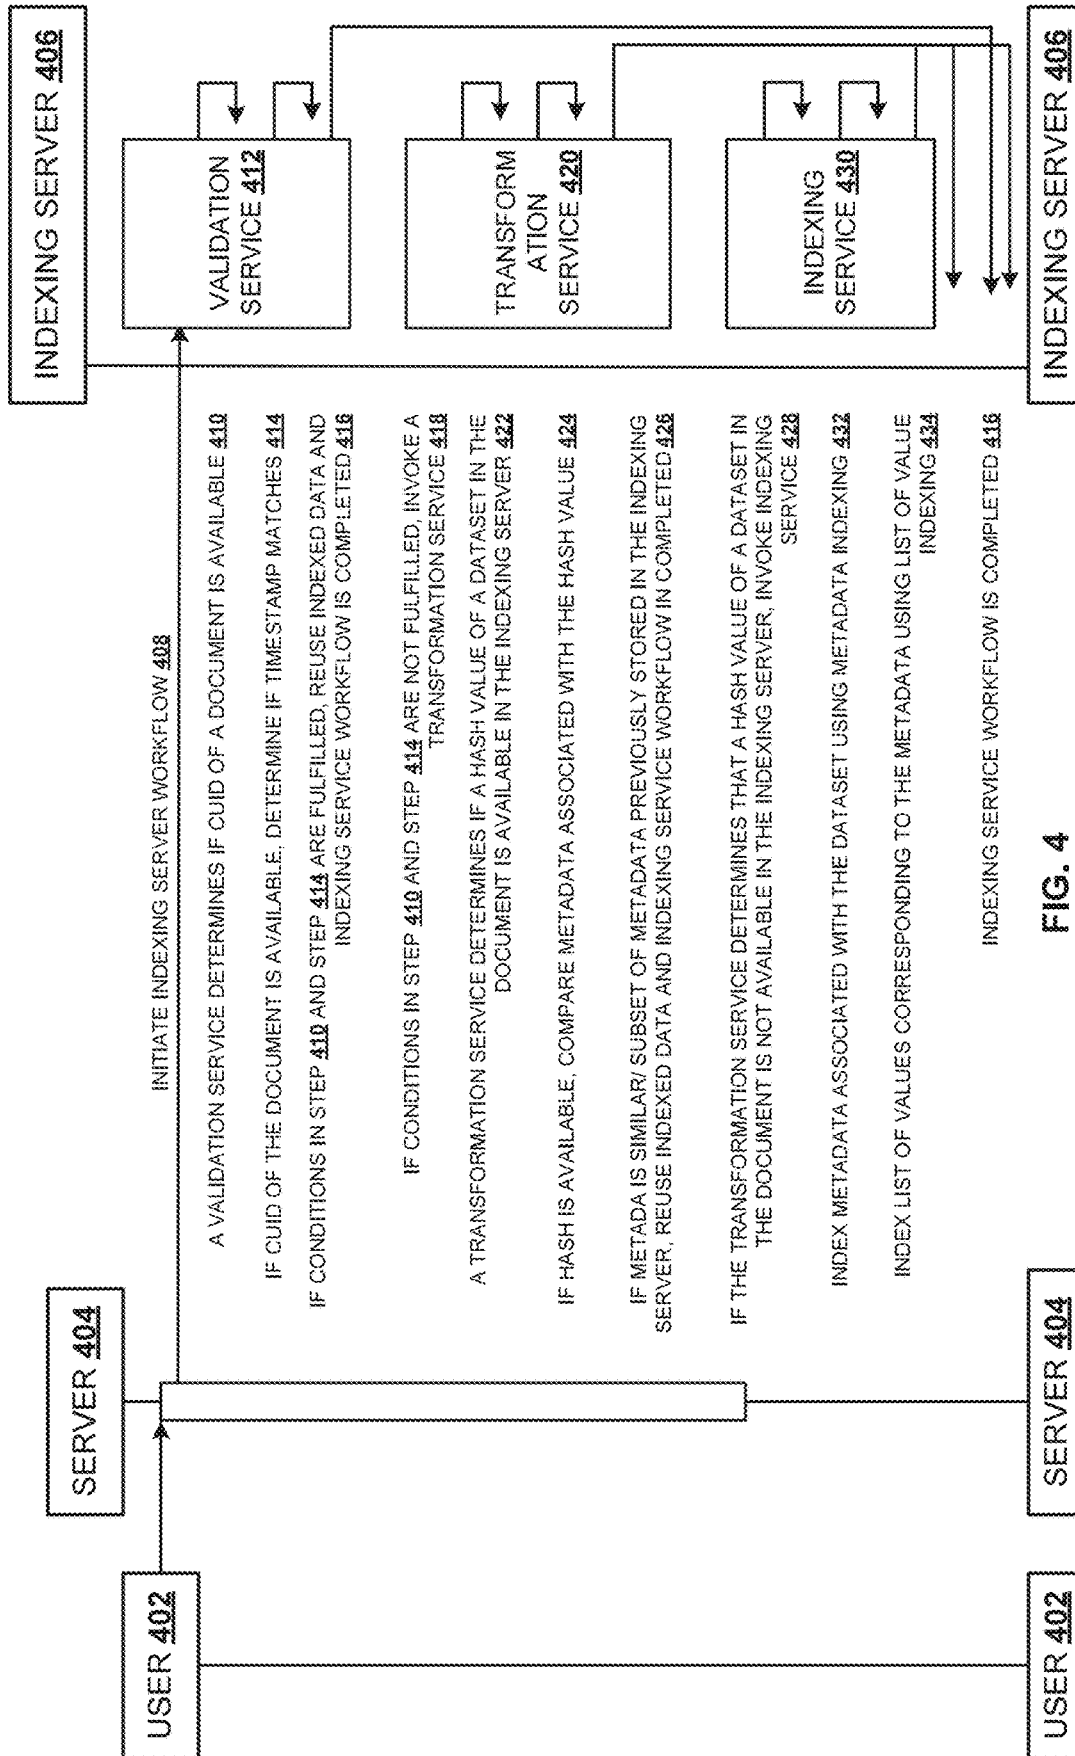 USER 402
SERVER 404
INDEXING SERVER 406
INITIATE INDEXING SERVER WORKFLOW 408
VALIDATION
SERVICE 412
A VALIDATION SERVICE DETERMINES IF CUID OF A DOCUMENT IS AVAILABLE 410
IF CUID OF THE DOCUMENT IS AVAILABLE, DETERMINE IF TIMESTAMP MATCHES 414
IF CONDITIONS IN STEP 410 AND STEP 414 ARE FULFILLED, REUSE INDEXED DATA AND
INDEXING SERVICE WORKFLOW IS COMPLETED 416
IF CONDITIONS IN STEP 410 AND STEP 414 ARE NOT FULFILLED, INVOKE A
TRANSFORMATION SERVICE 418
TRANSFORM
ATION
SERVICE 420
A TRANSFORMATION SERVICE DETERMINES IF A HASH VALUE OF A DATASET IN THE
DOCUMENT IS AVAILABLE IN THE INDEXING SERVER 422
IF HASH IS AVAILABLE, COMPARE METADATA ASSOCIATED WITH THE HASH VALUE 424
IF METADA IS SIMILAR/ SUBSET OF METADATA PREVIOUSLY STORED IN THE INDEXING
SERVER, REUSE INDEXED DATA AND INDEXING SERVICE WORKFLOW IN COMPLETED 426
IF THE TRANSFORMATION SERVICE DETERMINES THAT A HASH VALUE OF A DATASET IN
THE DOCUMENT IS NOT AVAILABLE IN THE INDEXING SERVER, INVOKE INDEXING
SERVICE 428
INDEXING
SERVICE 430
INDEX METADATA ASSOCIATED WITH THE DATASET USING METADATA INDEXING 432
INDEX LIST OF VALUES CORRESPONDING TO THE METADATA USING LIST OF VALUE
INDEXING 434
INDEXING SERVICE WORKFLOW IS COMPLETED 416
USER 402
SERVER 404
INDEXING SERVER 406
FIG. 4